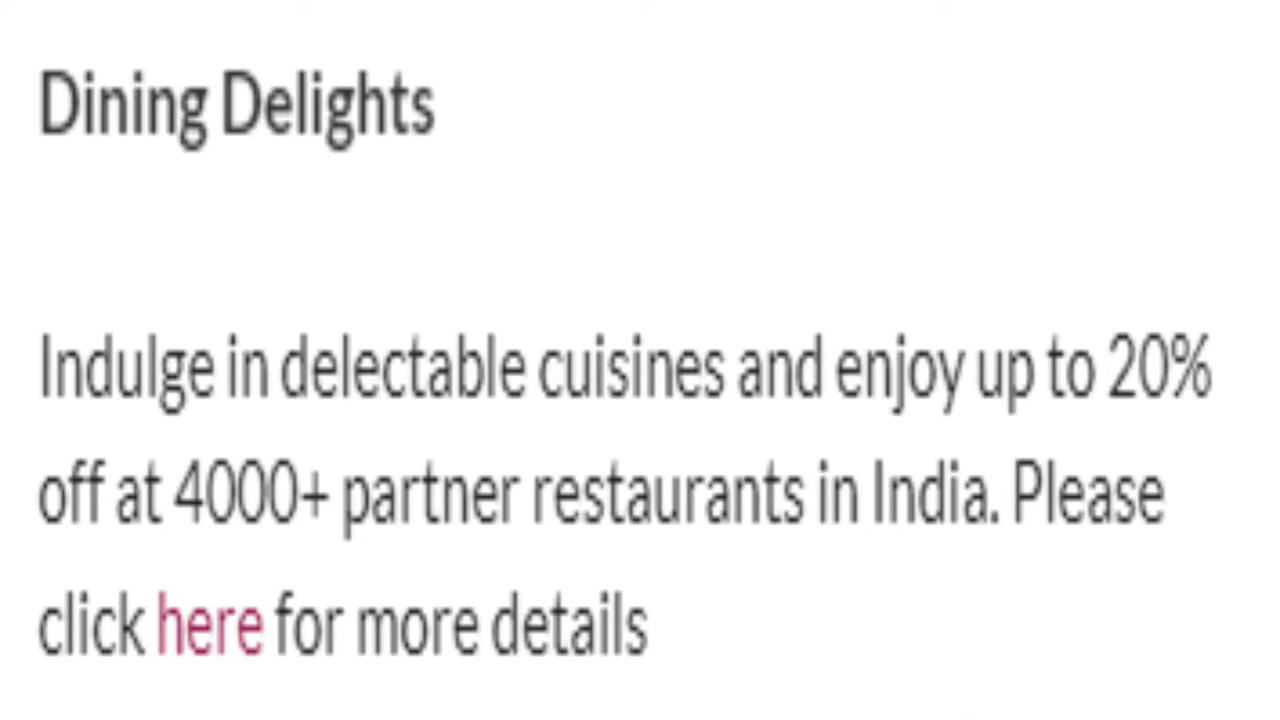 Dining Delights
Indulge in delectable cuisines and enjoy up to 20%
off at 4000+ partner restaurants in India. Please
click here for more details